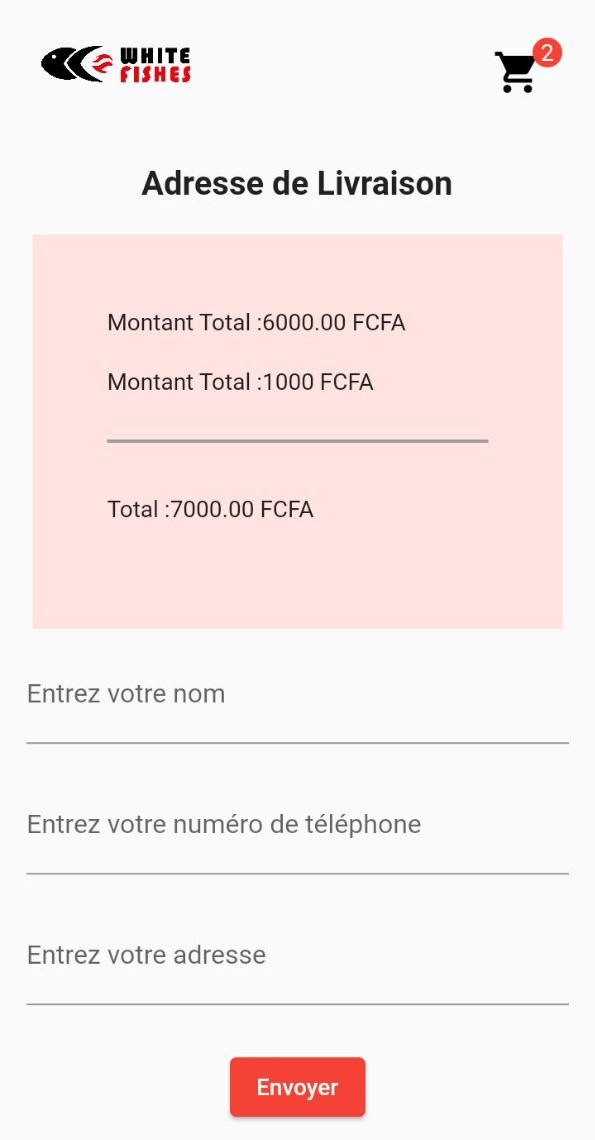 WHITE
FISHES
2
Adresse de Livraison
Montant Total :6000.00 FCFA
Montant Total :1000 FCFA
Total :7000.00 FCFA
Entrez votre nom
Entrez votre numéro de téléphone
Entrez votre adresse
Envoyer